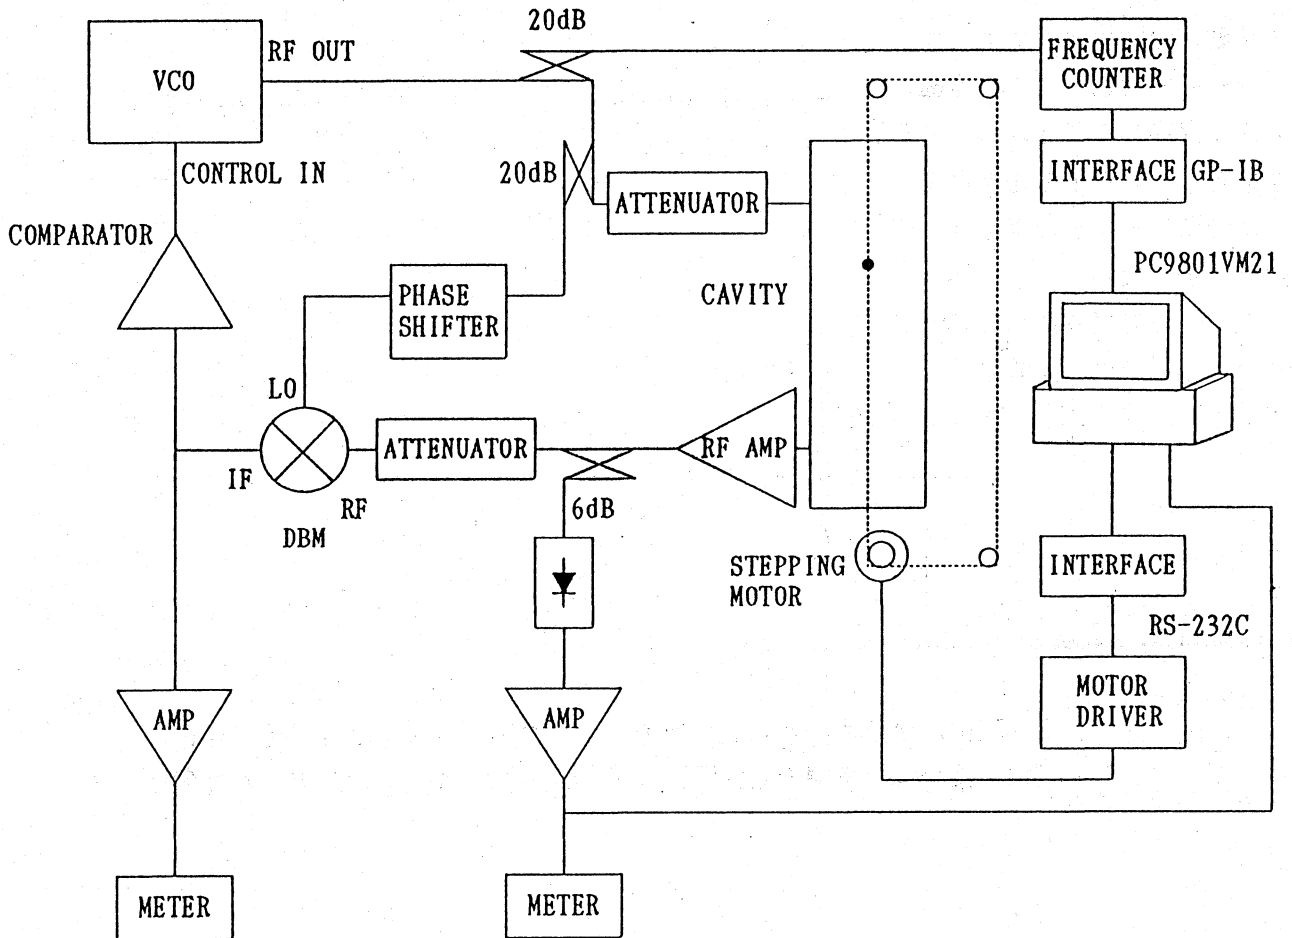 20dB
RF OUT
VCO
FREQUENCY
COUNTER
CONTROL IN
20dB
ATTENUATOR
INTERFACE
GP-IB
COMPARATOR
PHASE
SHIFTER
CAVITY
PC9801VM21
LO
ATTENUATOR
RF AMP
IF
RF
6dB
DBM
STEPPING
MOTOR
INTERFACE
RS-232C
AMP
AMP
MOTOR
DRIVER
METER
METER